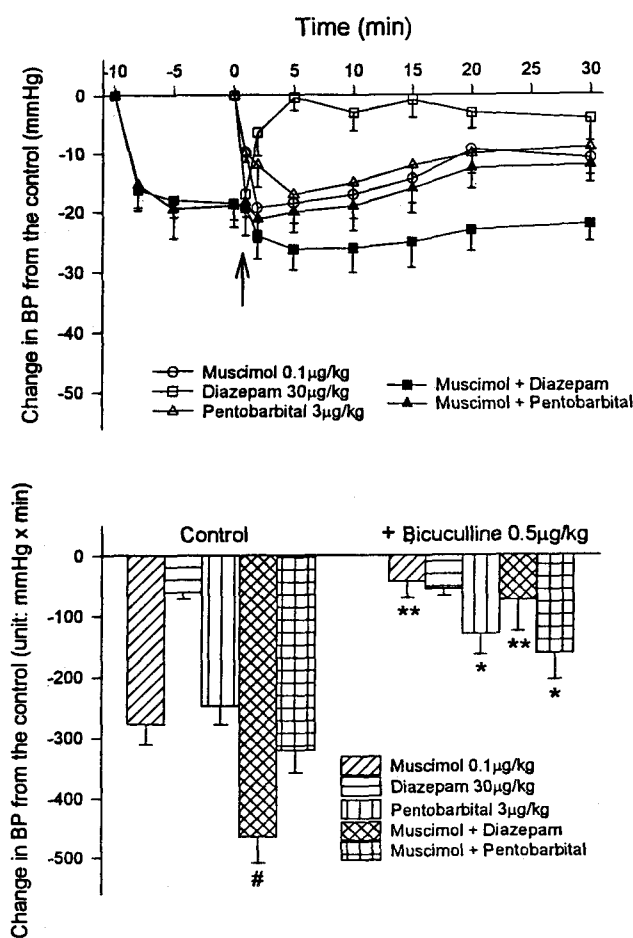 Time (min)
-10 -5 0 5 10 15 20 25 30
Change in BP from the control (mmHg)
0
-10
-20
-30
-40
-50
Muscimol 0.1µg/kg
Diazepam 30µg/kg
Pentobarbital 3µg/kg
Muscimol + Diazepam
Muscimol + Pentobarbital
Change in BP from the control (unit: mmHg x min)
Control
+ Bicuculline 0.5µg/kg
0
-100
-200
-300
-400
-500
**
*
**
*
#
Muscimol 0.1µg/kg
Diazepam 30µg/kg
Pentobarbital 3µg/kg
Muscimol + Diazepam
Muscimol + Pentobarbital